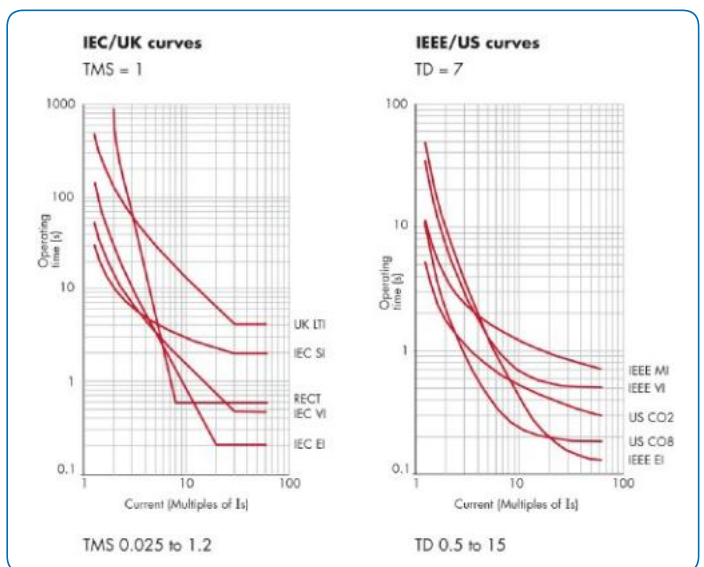 IEC/UK curves
TMS = 1
1000
100
10
1
0.1
Operating
time (s)
UK LTI
IEC SI
RECT
IEC VI
IEC EI
1
10
100
Current (Multiples of Is)
TMS 0.025 to 1.2
IEEE/US curves
TD = 7
100
10
1
0.1
Operating
time (s)
IEEE MI
IEEE VI
US CO2
US CO8
IEEE EI
1
10
100
Current (Multiples of Is)
TD 0.5 to 15